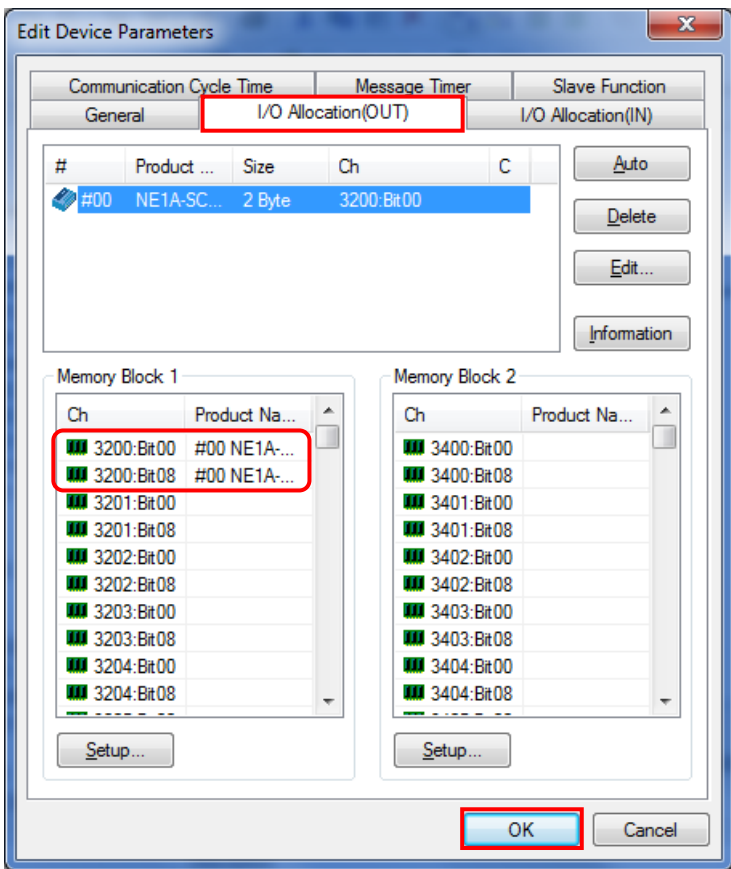 Edit Device Parameters
Communication Cycle Time Message Timer Slave Function
General I/O Allocation(OUT) I/O Allocation(IN)
# Product ... Size Ch C
#00 NE1A-SC... 2 Byte 3200:Bit00
Auto
Delete
Edit...
Information
Memory Block 1
Ch Product Na...
3200:Bit00 #00 NE1A-...
3200:Bit08 #00 NE1A-...
3201:Bit00
3201:Bit08
3202:Bit00
3202:Bit08
3203:Bit00
3203:Bit08
3204:Bit00
3204:Bit08
Setup...
Memory Block 2
Ch Product Na...
3400:Bit00
3400:Bit08
3401:Bit00
3401:Bit08
3402:Bit00
3402:Bit08
3403:Bit00
3403:Bit08
3404:Bit00
3404:Bit08
Setup...
OK Cancel